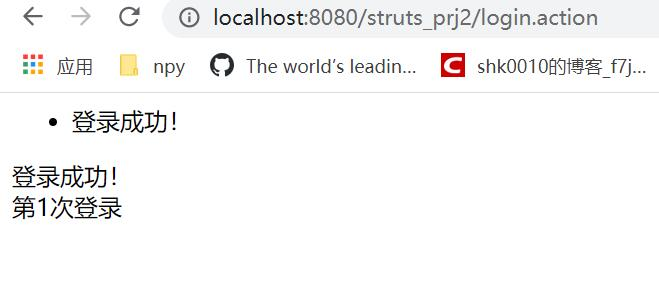 localhost:8080/struts_prj2/login.action
应用 npy The world's leadin... shk0010的博客_f7j...
登录成功！
登录成功！
第1次登录